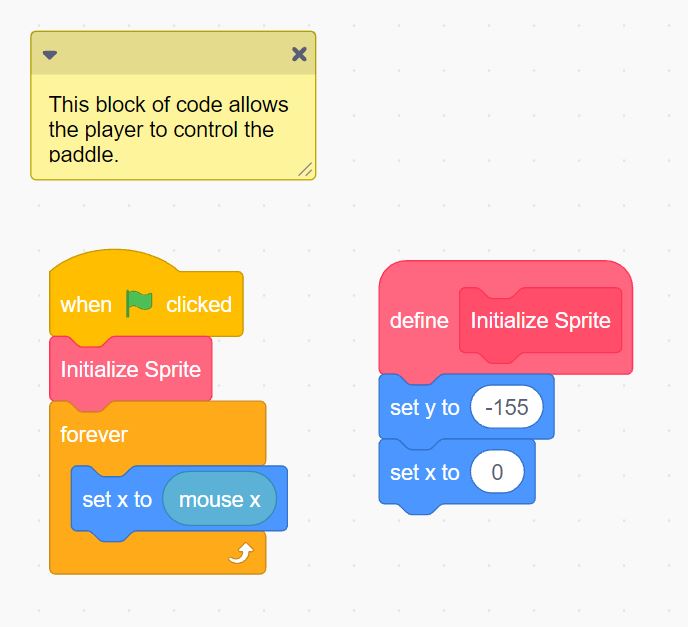 This block of code allows
the player to control the
paddle.
when clicked
Initialize Sprite
forever
set x to mouse x
define Initialize Sprite
set y to -155
set x to 0